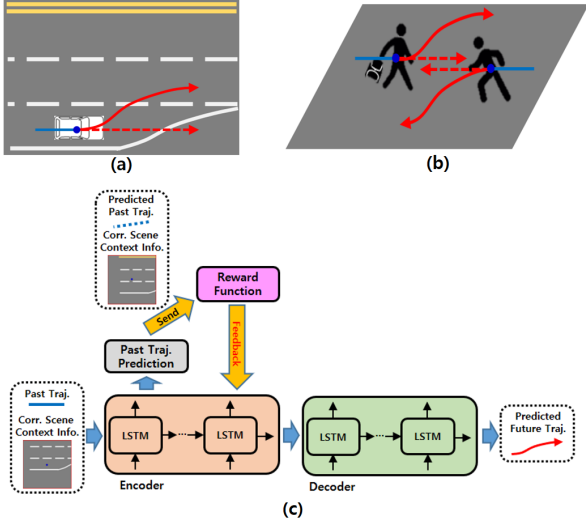 (a)
(b)
Predicted
Past Traj.
Corr. Scene
Context Info.
Reward
Function
Send
Feedback
Past Traj.
Prediction
Past Traj.
Corr. Scene
Context Info.
LSTM
LSTM
Encoder
LSTM
LSTM
Decoder
Predicted
Future Traj.
(c)